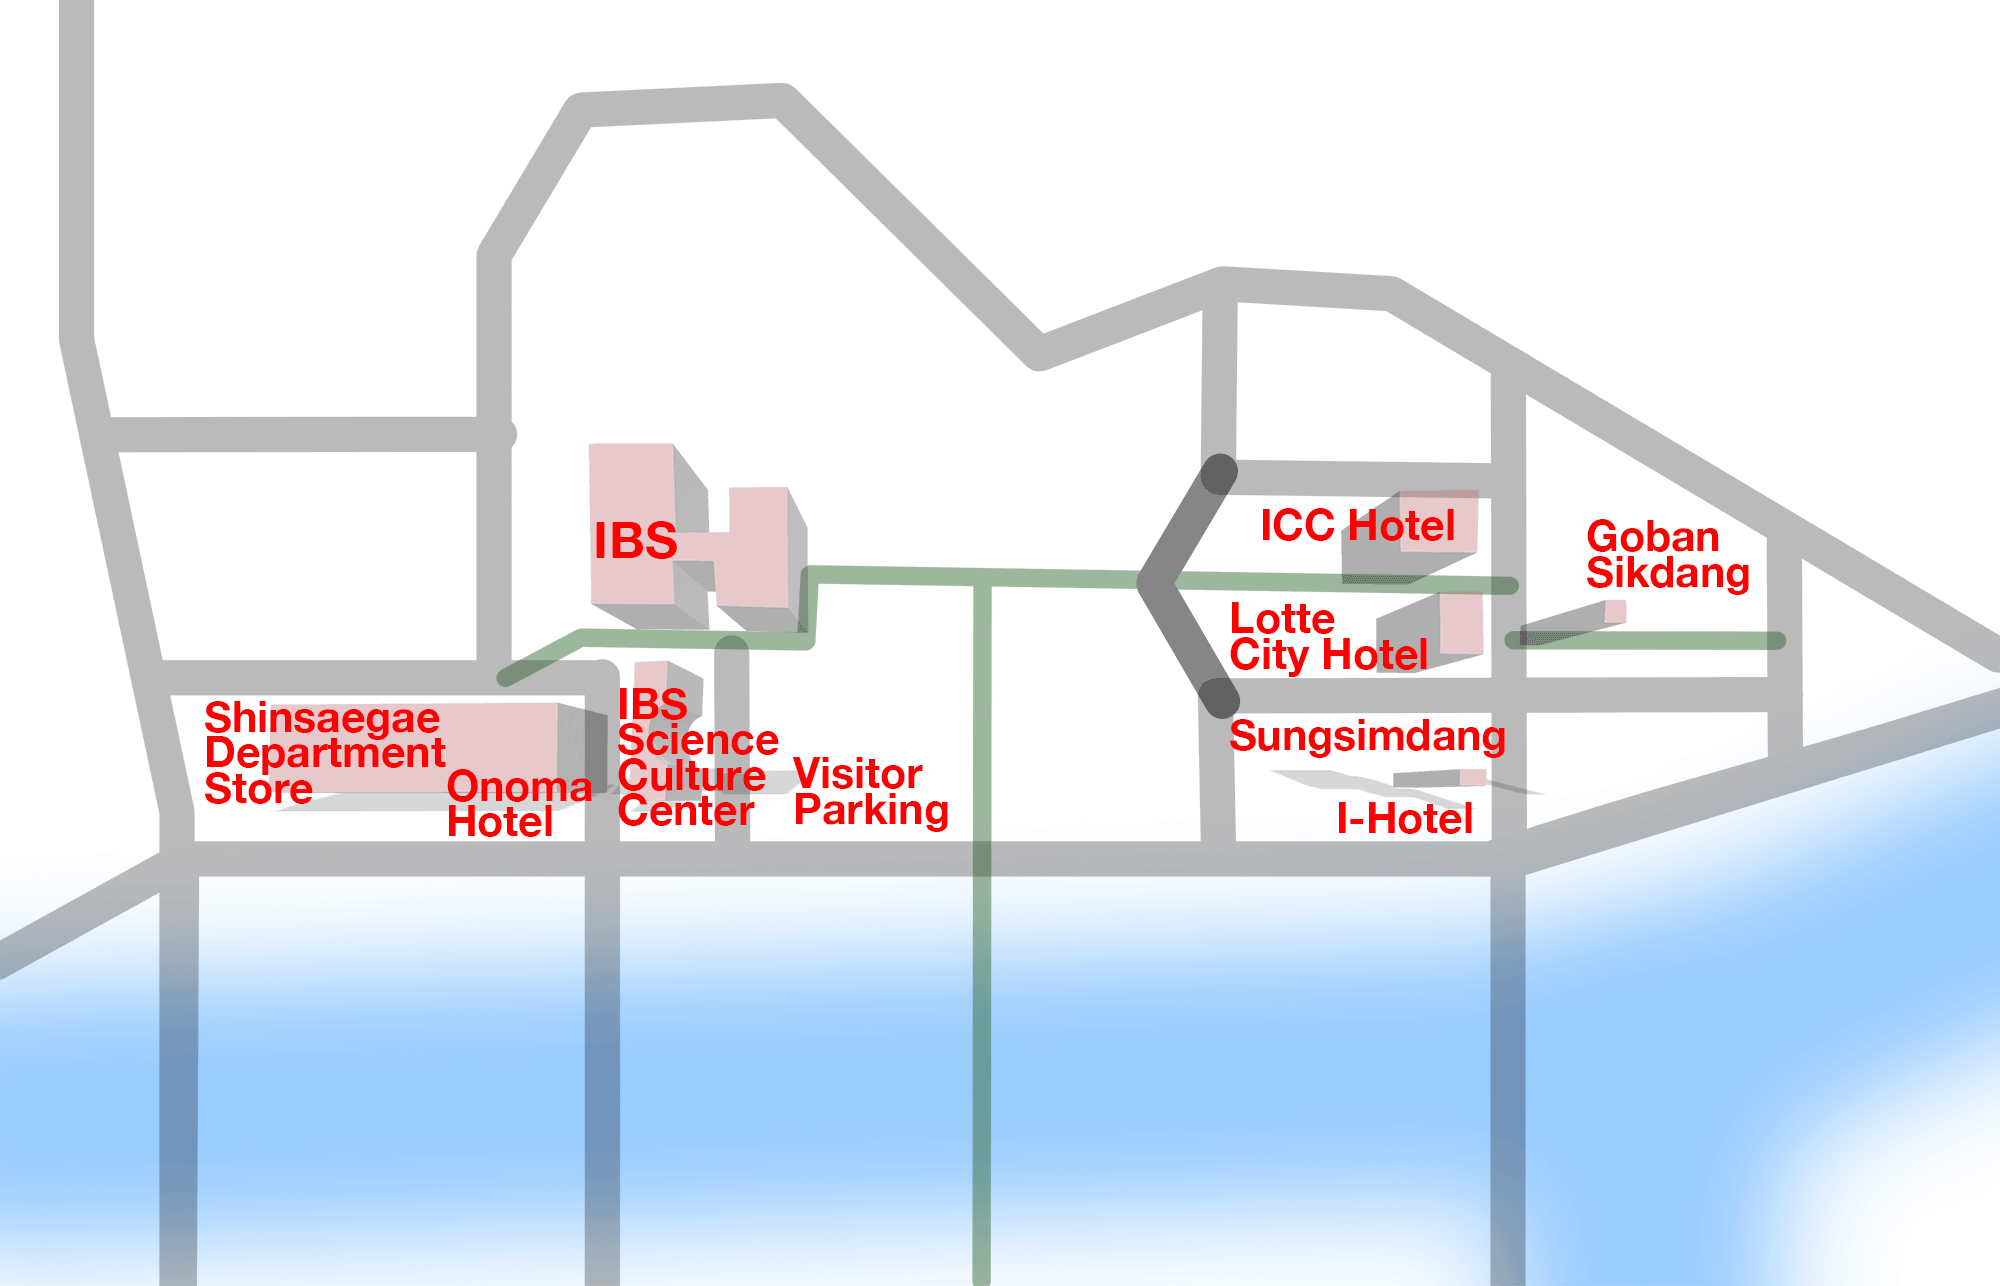 IBS
ICC Hotel
Goban
Sikdang
Lotte
City Hotel
Shinsaegae
Department
Store
Onoma
Hotel
IBS
Science
Culture
Center
Visitor
Parking
Sungsimdang
I-Hotel